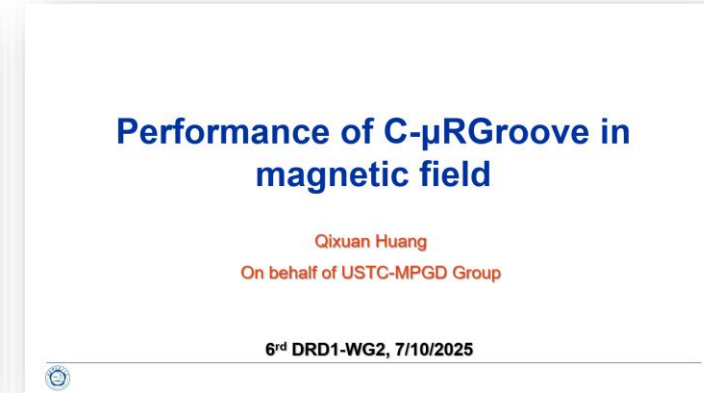 Performance of C-µRGroove in
magnetic field
Qixuan Huang
On behalf of USTC-MPGD Group
6rd DRD1-WG2, 7/10/2025